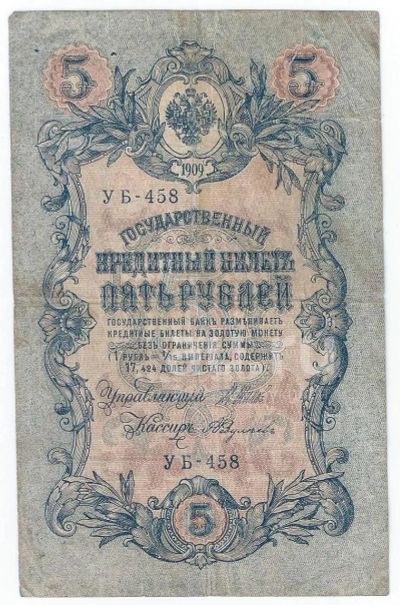 5 5
1909
УБ-458
ГОСУДАРСТВЕННЫЙ
КРЕДИТНЫЙ БИЛЕТЪ
ПЯТЬ РУБЛЕЙ
ГОСУДАРСТВЕННЫЙ БАНКЪ РАЗМѢНИВАЕТЪ
КРЕДИТНЫЕ БИЛЕТЫ НА ЗОЛОТУЮ МОНЕТУ
БЕЗЪ ОГРАНИЧЕНІЯ СУММЫ
(1 РУБЛЬ = 1/15 ИМПЕРІАЛА, СОДЕРЖИТЪ
17,424 ДОЛЕЙ ЧИСТАГО ЗОЛОТА).
Управляющій
Кассиръ
УБ-458
5